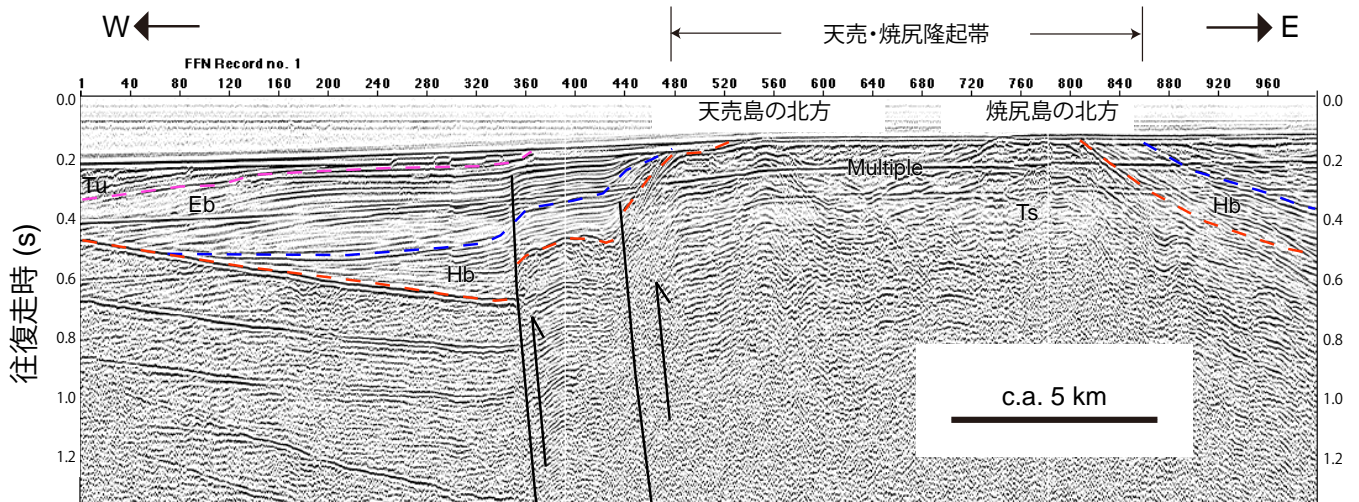 W E
天売・焼尻隆起帯
FFN Record no. 1
1 40 80 120 160 200 240 280 320 360 400 440 480 520 560 600 640 680 720 760 800 840 880 920 960
0.0 0.0
天売島の北方 焼尻島の北方
0.2 Multiple 0.2
Tu
Eb Ts Hb
0.4 0.4
Hb
0.6 0.6
0.8 0.8
往復走時 (s)
c.a. 5 km
1.0 1.0
1.2 1.2